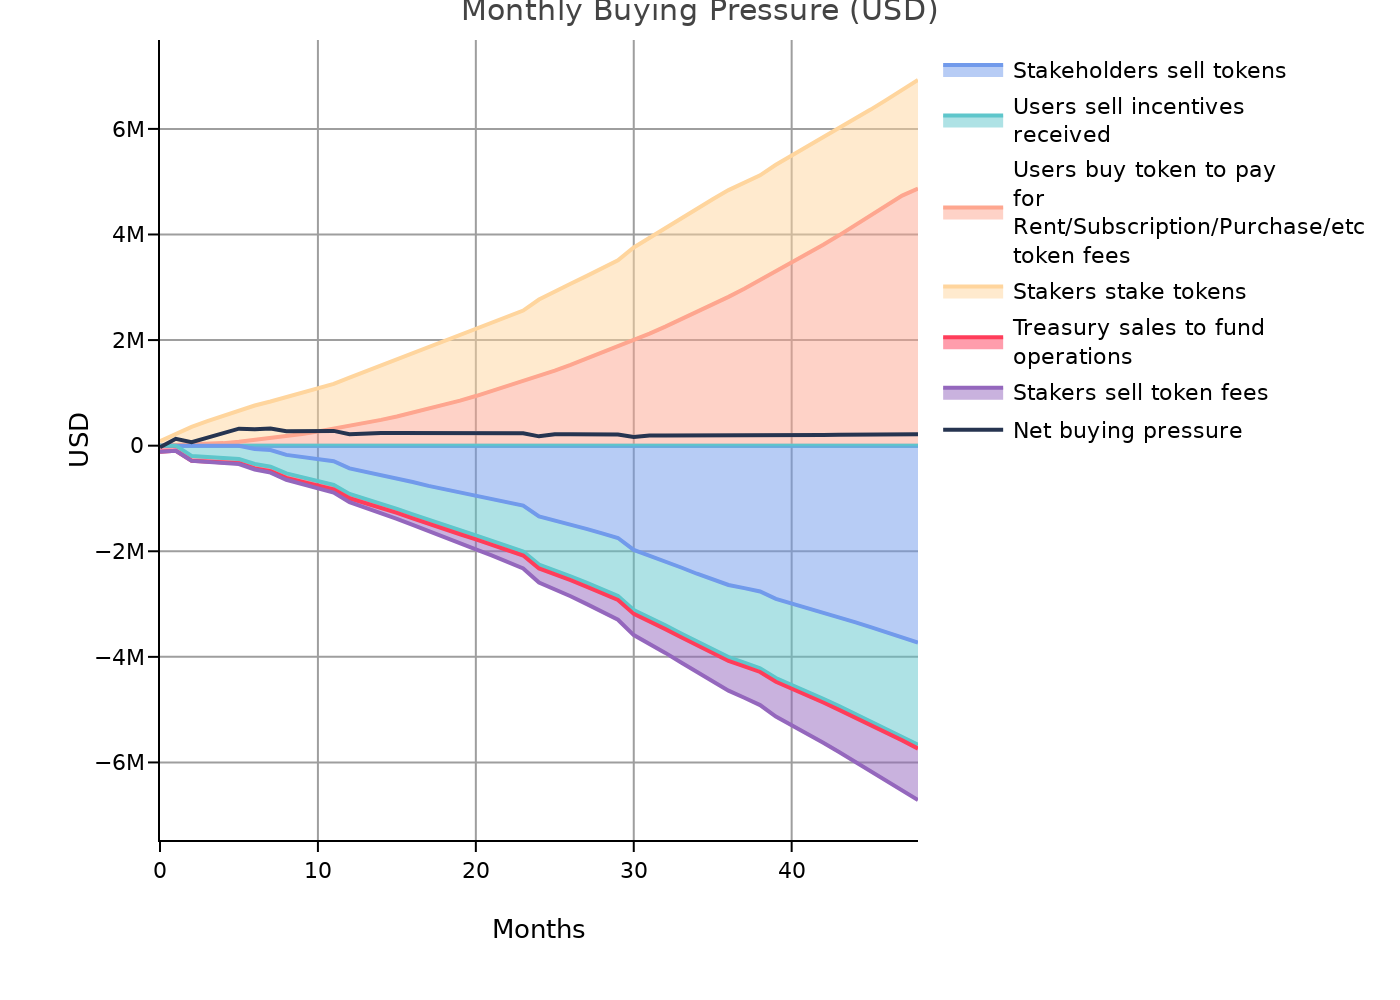 Monthly Buying Pressure (USD)
6M
4M
2M
0
−2M
−4M
−6M
USD
0 10 20 30 40
Months
Stakeholders sell tokens
Users sell incentives
received
Users buy token to pay
for
Rent/Subscription/Purchase/etc
token fees
Stakers stake tokens
Treasury sales to fund
operations
Stakers sell token fees
Net buying pressure